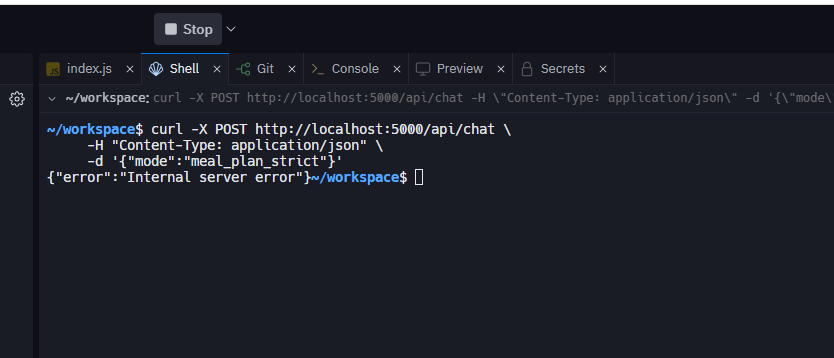 Stop
index.js × Shell × Git × Console × Preview × Secrets ×
~/workspace: curl -X POST http://localhost:5000/api/chat -H \"Content-Type: application/json\" -d '{\"mode\
~/workspace$ curl -X POST http://localhost:5000/api/chat \
-H "Content-Type: application/json" \
-d '{"mode":"meal_plan_strict"}'
{"error":"Internal server error"}~/workspace$